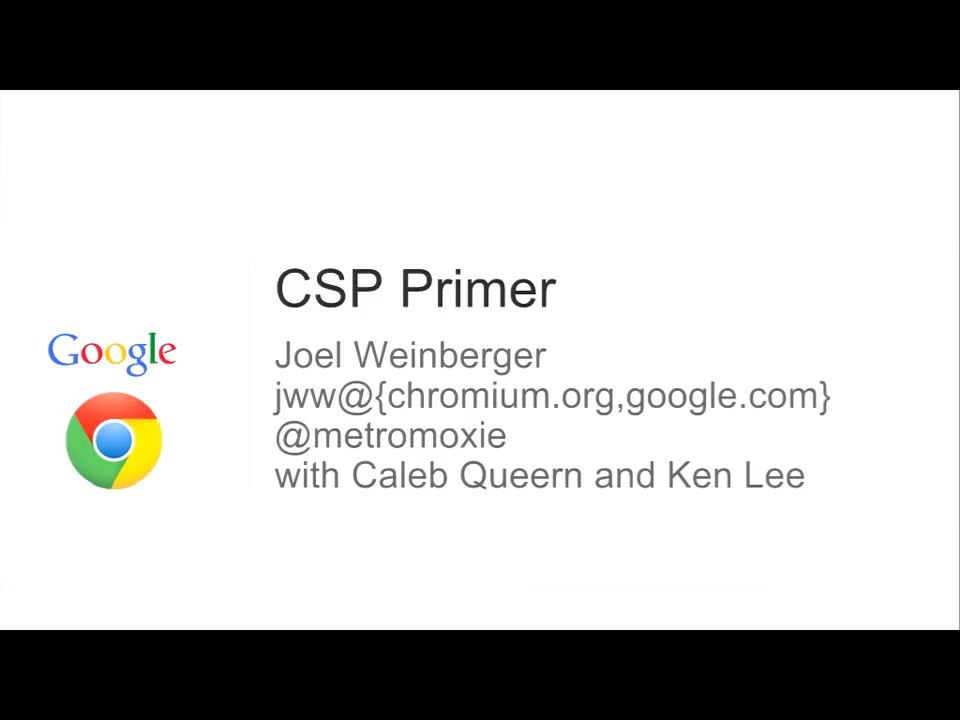 CSP Primer
Google
Joel Weinberger
jww@{chromium.org,google.com}
@metromoxie
with Caleb Queern and Ken Lee